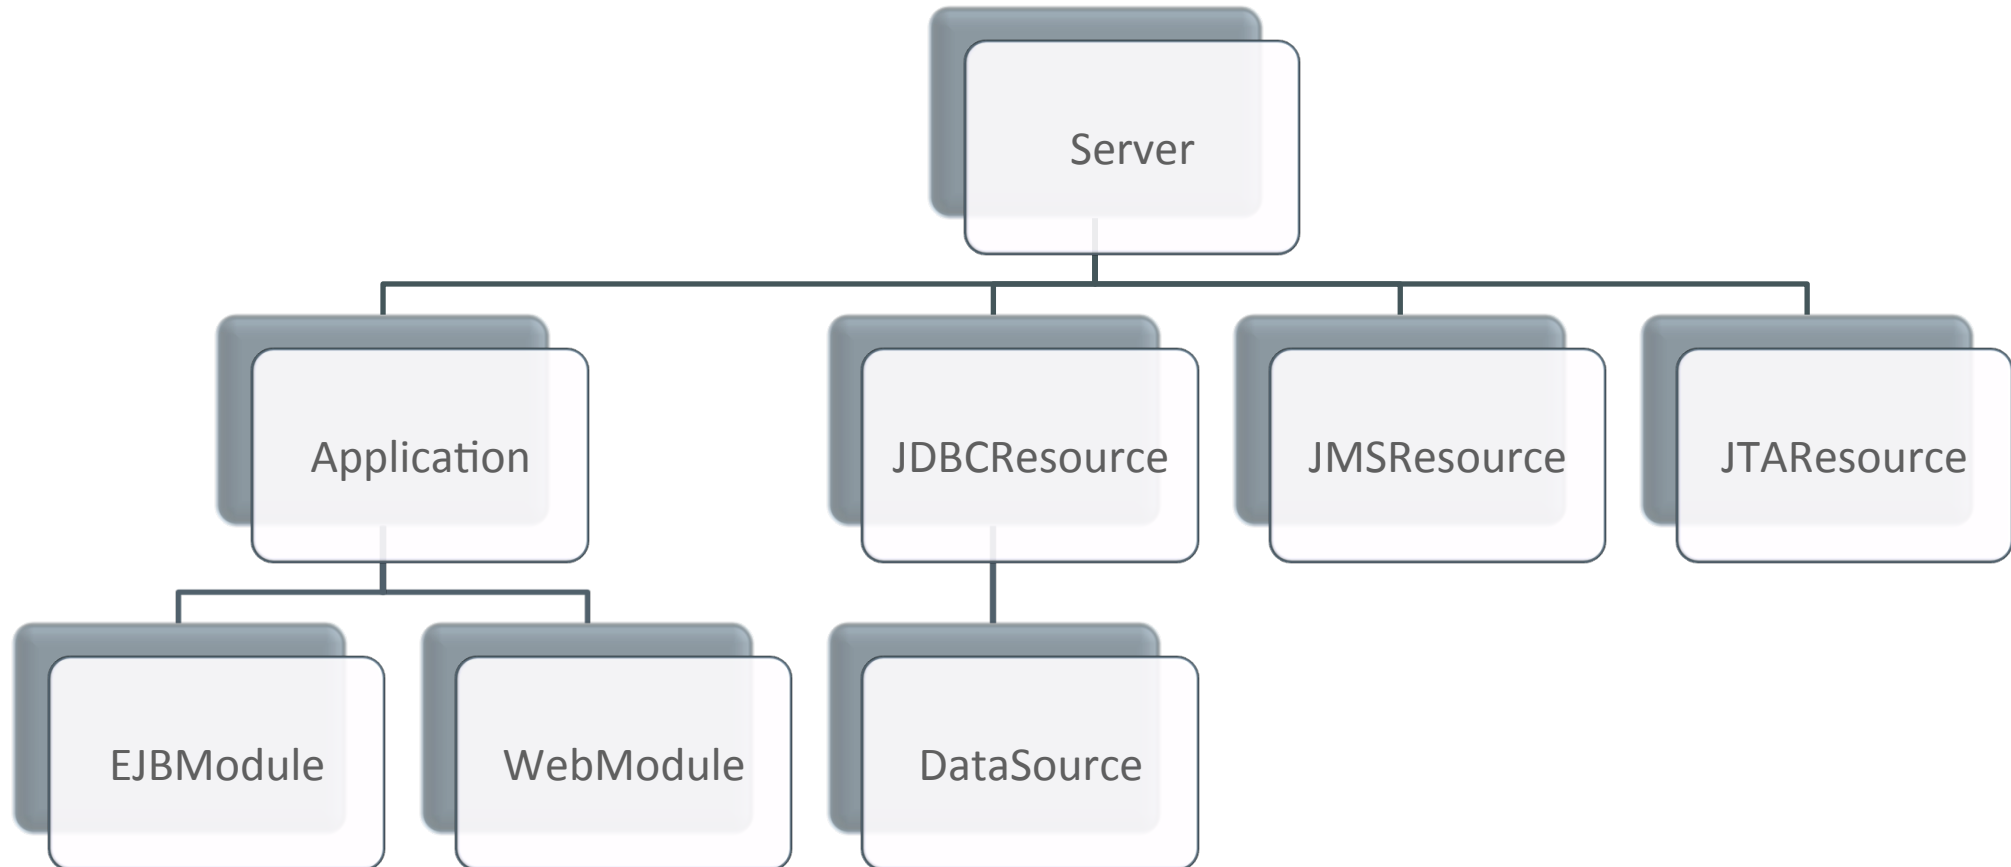 Server
Application
JDBCResource
JMSResource
JTAResource
EJBModule
WebModule
DataSource